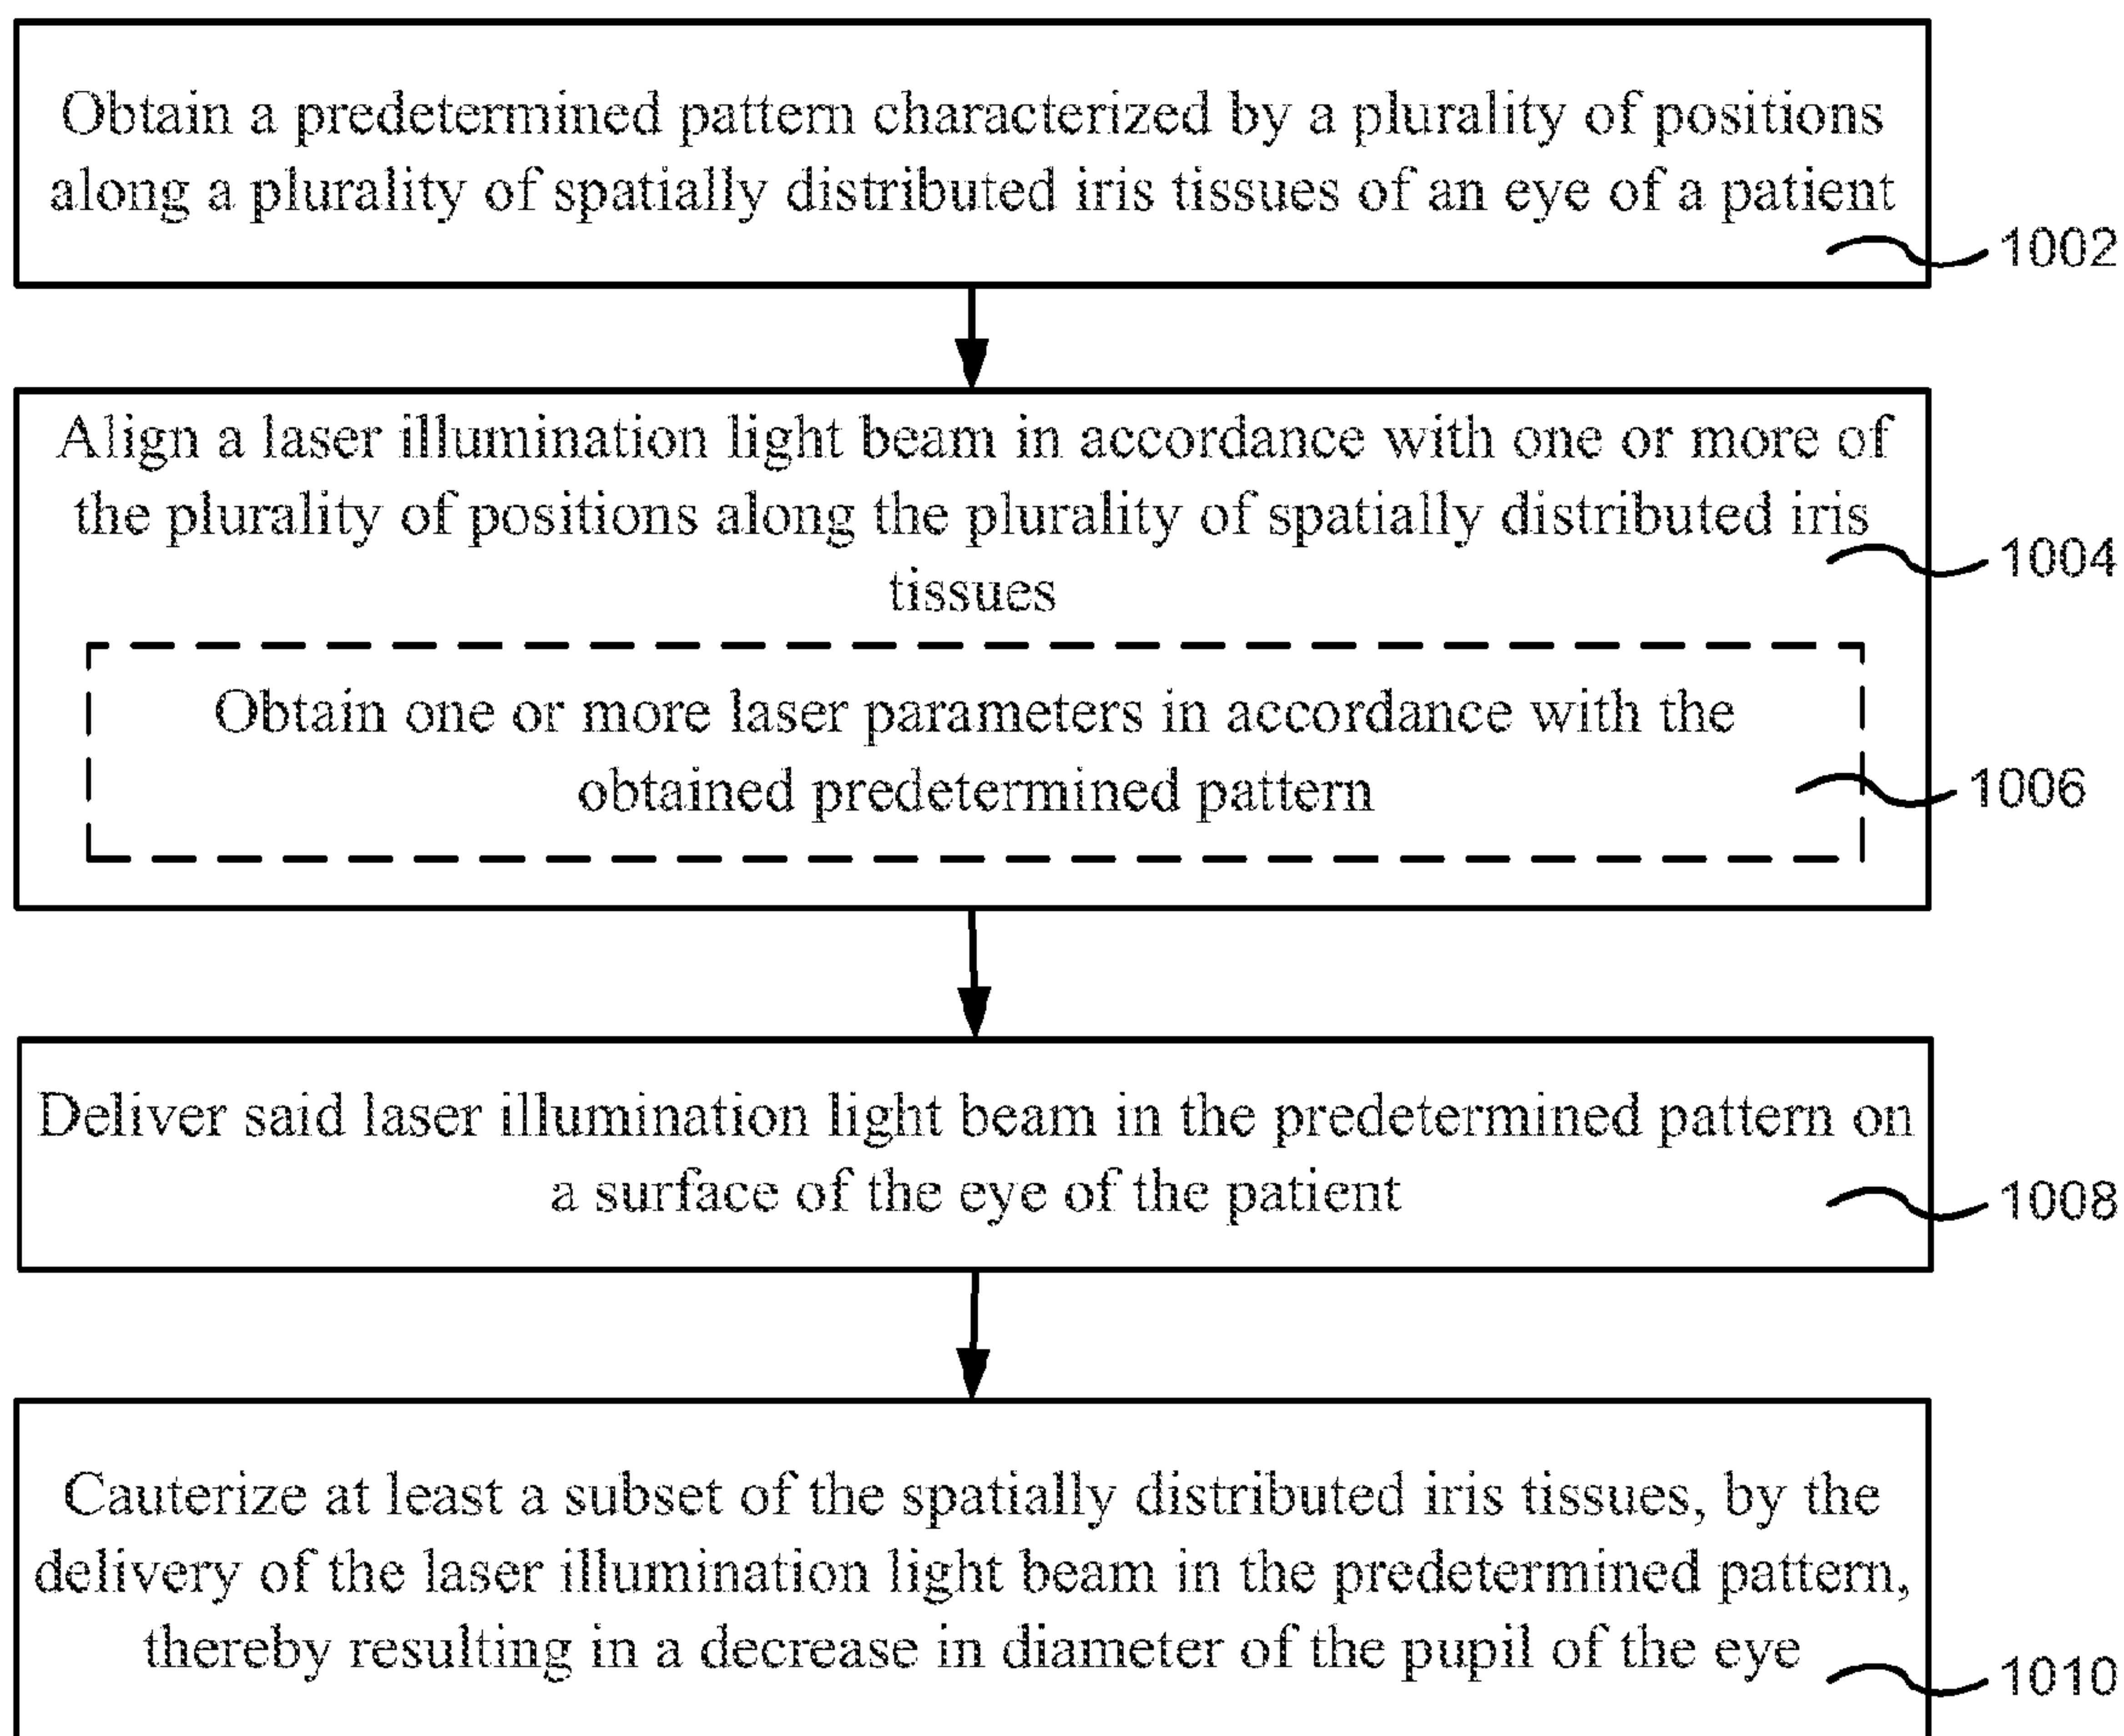 Obtain a predetermined pattern characterized by a plurality of positions
along a plurality of spatially distributed iris tissues of an eye of a patient
1002
Align a laser illumination light beam in accordance with one or more of
the plurality of positions along the plurality of spatially distributed iris
tissues
1004
Obtain one or more laser parameters in accordance with the
obtained predetermined pattern
1006
Deliver said laser illumination light beam in the predetermined pattern on
a surface of the eye of the patient
1008
Cauterize at least a subset of the spatially distributed iris tissues, by the
delivery of the laser illumination light beam in the predetermined pattern,
thereby resulting in a decrease in diameter of the pupil of the eye
1010